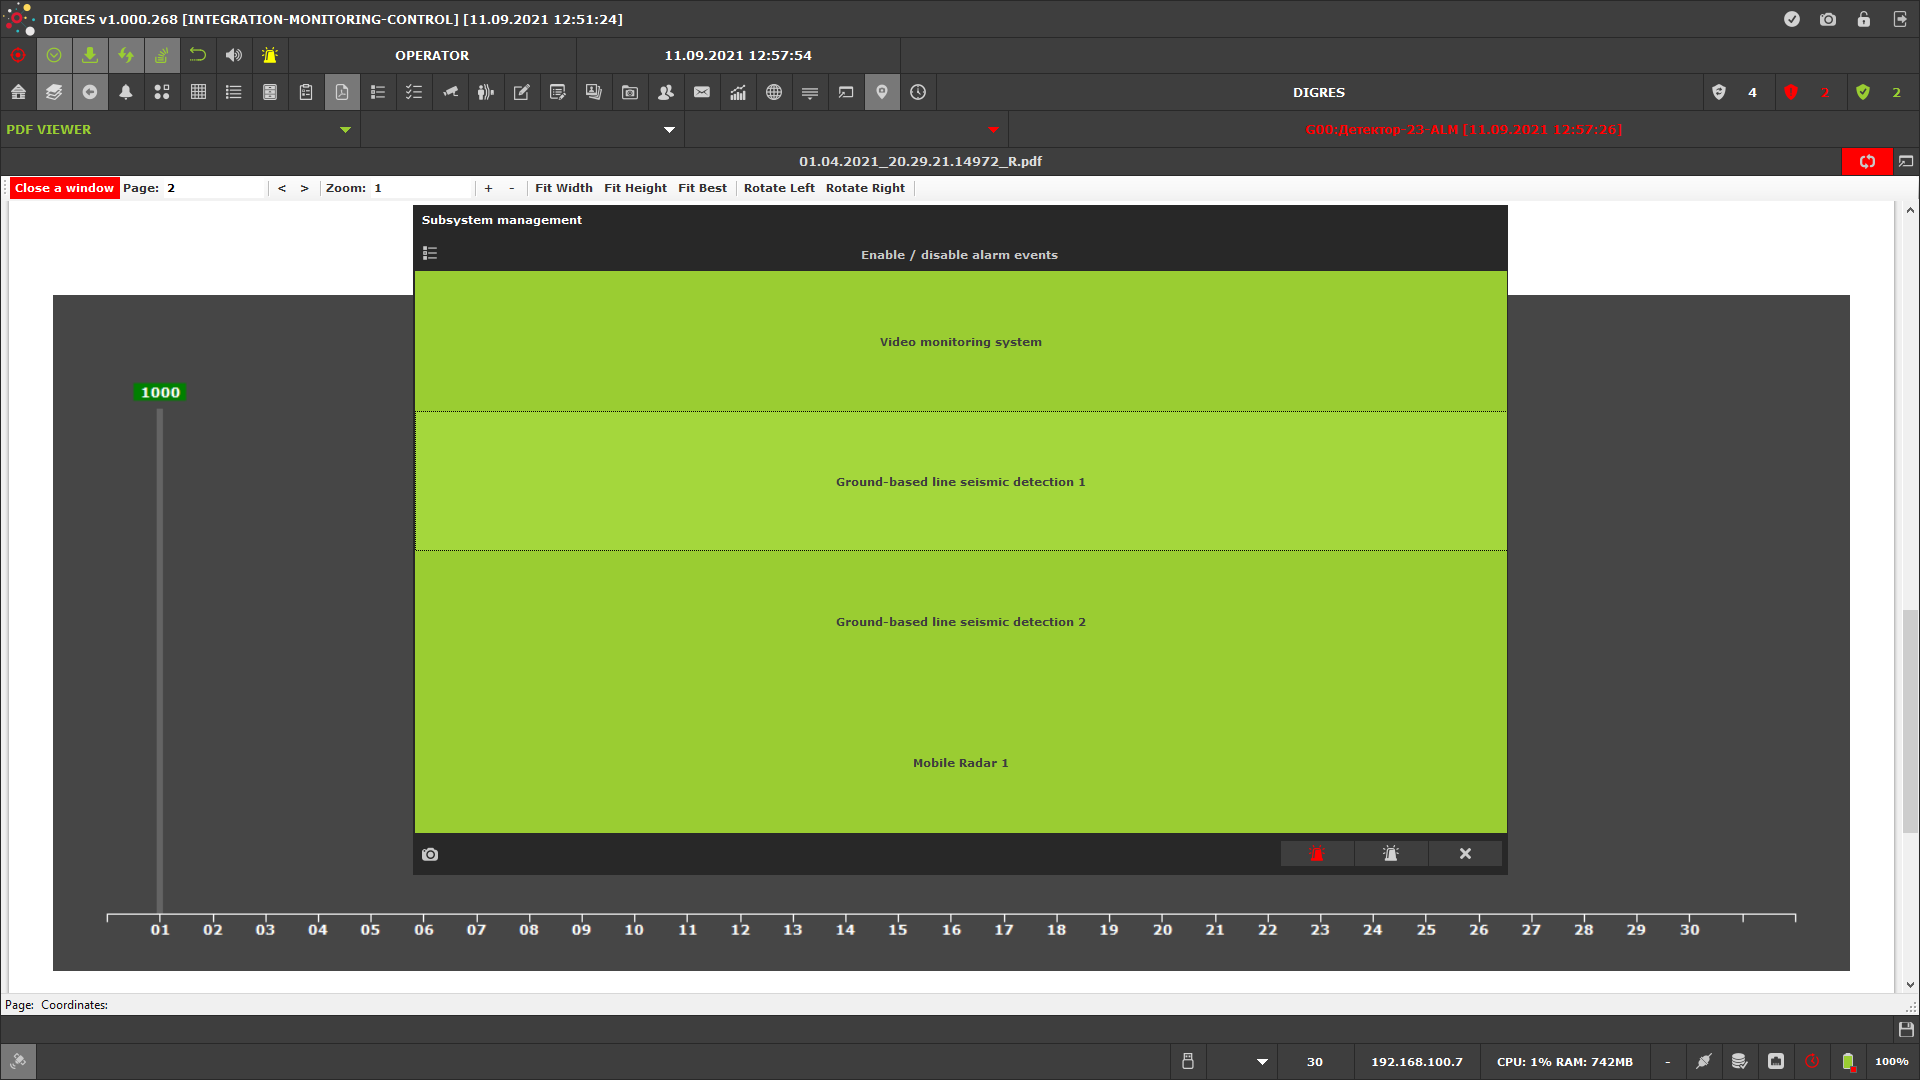 DIGRES v1.000.268 [INTEGRATION-MONITORING-CONTROL] [11.09.2021 12:51:24]
OPERATOR
11.09.2021 12:57:54
DIGRES
4
2
2
PDF VIEWER
G00:Детектор-23-ALM [11.09.2021 12:57:26]
01.04.2021_20.29.21.14972_R.pdf
Close a window Page: 2 < > Zoom: 1 + - Fit Width Fit Height Fit Best Rotate Left Rotate Right
Subsystem management
Enable / disable alarm events
Video monitoring system
Ground-based line seismic detection 1
Ground-based line seismic detection 2
Mobile Radar 1
1000
01 02 03 04 05 06 07 08 09 10 11 12 13 14 15 16 17 18 19 20 21 22 23 24 25 26 27 28 29 30
Page: Coordinates:
30
192.168.100.7
CPU: 1% RAM: 742MB
-
100%